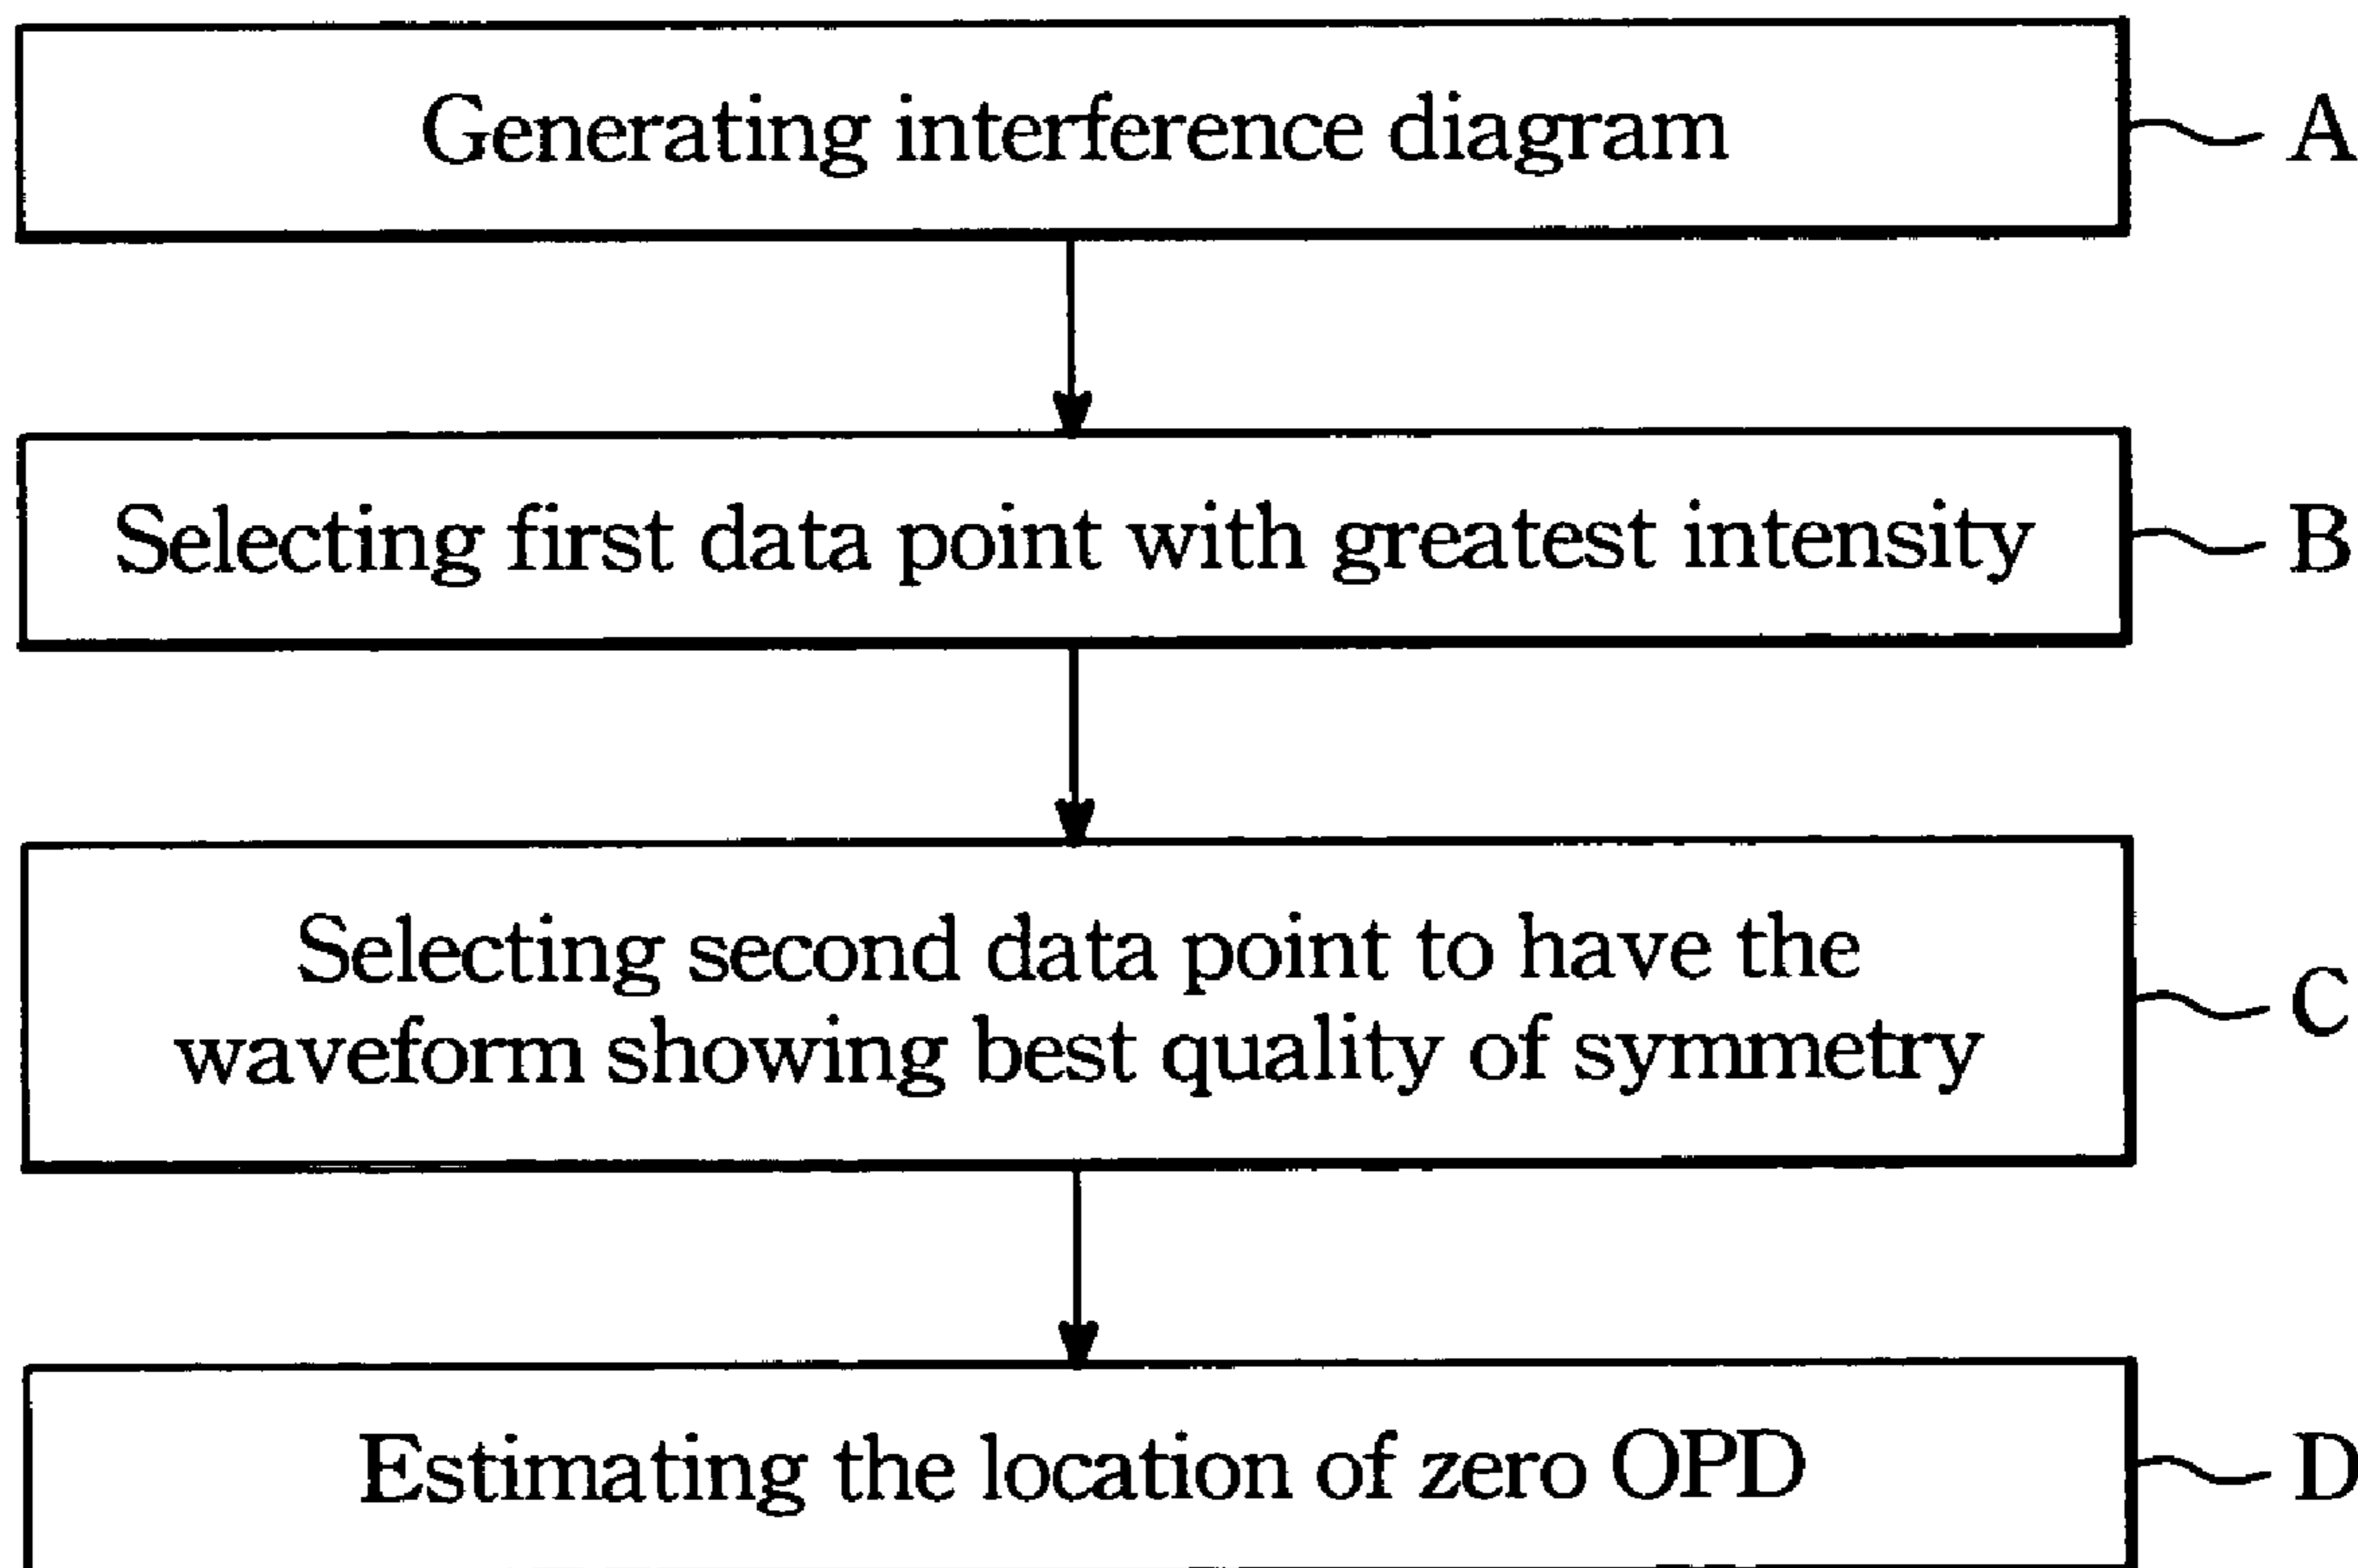 Generating interference diagram
A
Selecting first data point with greatest intensity
B
Selecting second data point to have the
waveform showing best quality of symmetry
C
Estimating the location of zero OPD
D